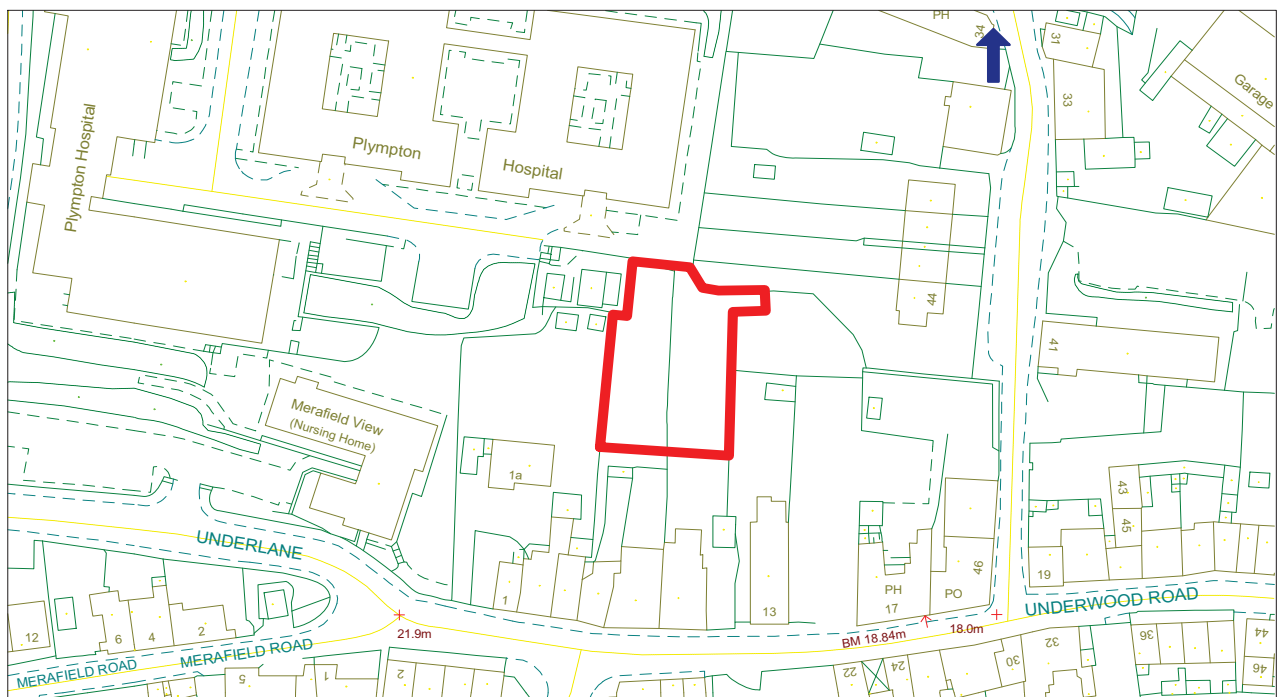 PH
34
31
33
Garage
Plympton Hospital
Plympton
Hospital
44
41
Merafield View
(Nursing Home)
1a
43
45
UNDERLANE
1
13
PH
17
PO
46
19
UNDERWOOD ROAD
21.9m
BM 18.84m
18.0m
12
6
4
2
MERAFIELD ROAD
MERAFIELD ROAD
5
1
2
22
24
30
32
36
44
46